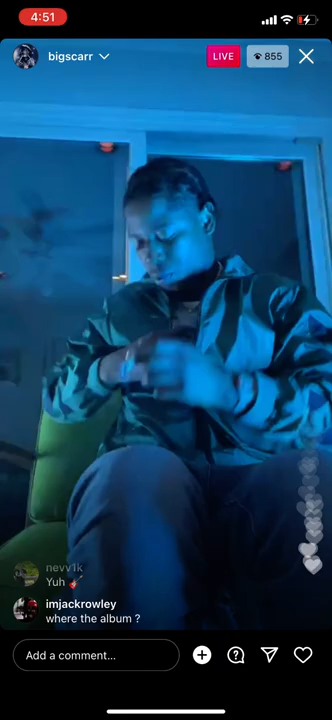 4:51
bigscarr
LIVE
855
nevv1k
Yuh
imjackrowley
where the album ?
Add a comment...